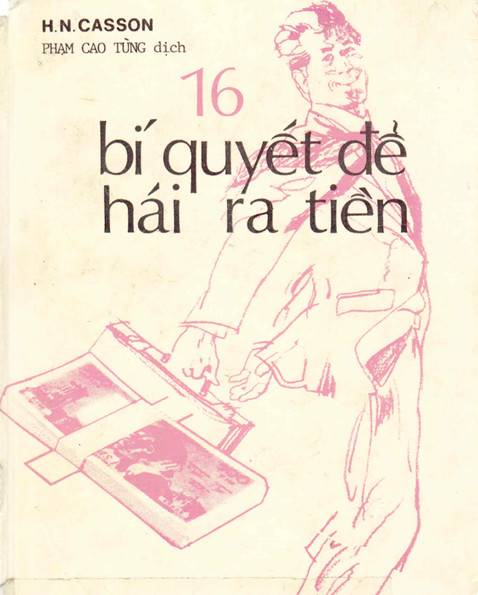 H.N.CASSON
PHẠM CAO TÙNG dịch
16
bí quyết để
hái ra tiền